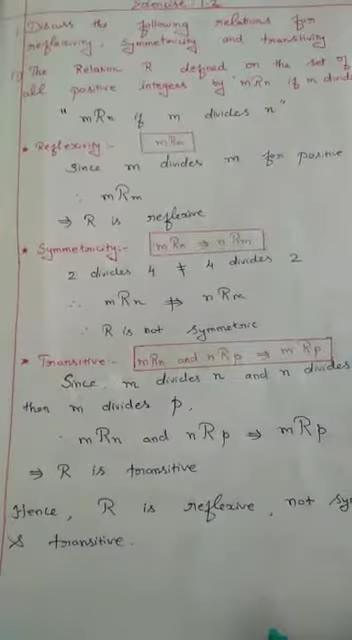 Exercise 1.2
1. Discuss the following relations for
reflexivity, symmetricity and transitivity
i) The Relation R defined on the set of
all positive integers by "mRn if m divid
"mRn if m divides n"
* Reflexivity:- mRm
Since m divides m for positive
∴ mRm
⇒ R is reflexive
* Symmetricity:- mRn ⇒ nRm
2 divides 4 ⇏ 4 divides 2
∴ mRn ⇏ nRm
∴ R is not symmetric
* Transitive:- mRn and nRp ⇒ mRp
Since, m divides n and n divides
then m divides p.
∴ mRn and nRp ⇒ mRp
⇒ R is transitive
Hence, R is reflexive, not sy
& transitive.